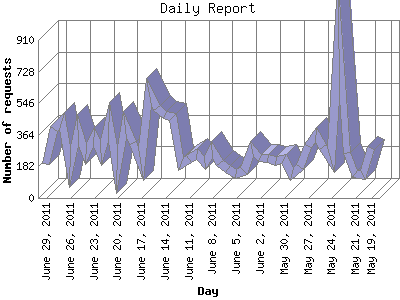 Daily Report
Number of requests
910
728
546
364
182
0
June 29, 2011
June 26, 2011
June 23, 2011
June 20, 2011
June 17, 2011
June 14, 2011
June 11, 2011
June 8, 2011
June 5, 2011
June 2, 2011
May 30, 2011
May 27, 2011
May 24, 2011
May 21, 2011
May 19, 2011
Day